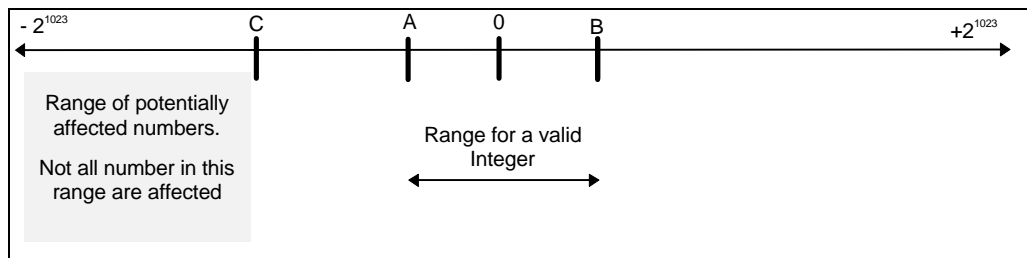 - 2^1023 C A 0 B +2^1023
Range of potentially
affected numbers.
Not all number in this
range are affected
Range for a valid
Integer